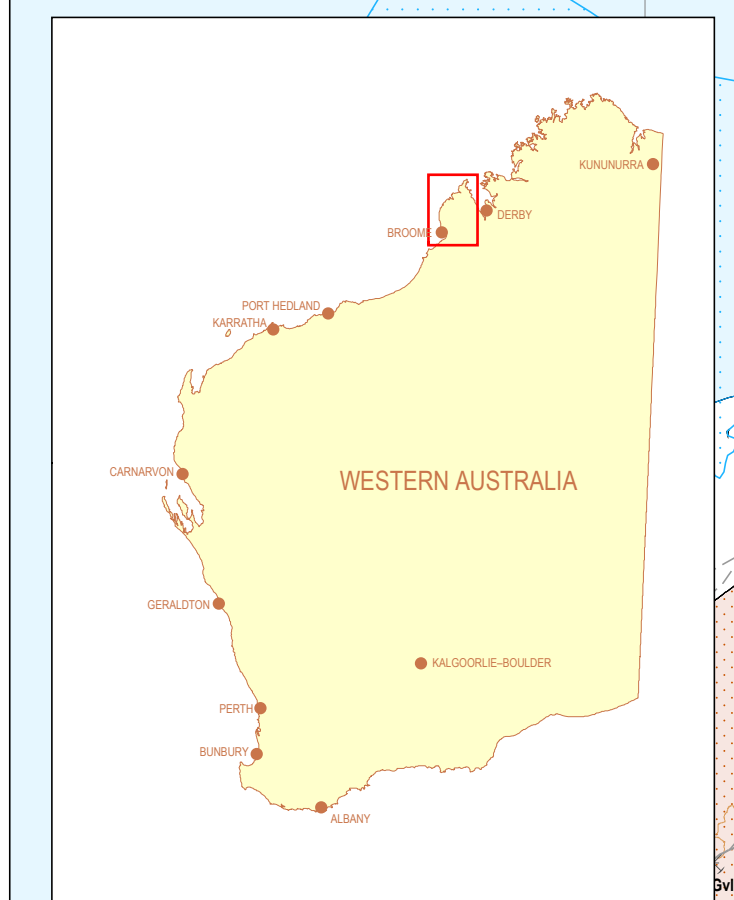 KUNUNURRA
DERBY
BROOME
PORT HEDLAND
KARRATHA
CARNARVON
WESTERN AUSTRALIA
GERALDTON
KALGOORLIE–BOULDER
PERTH
BUNBURY
ALBANY